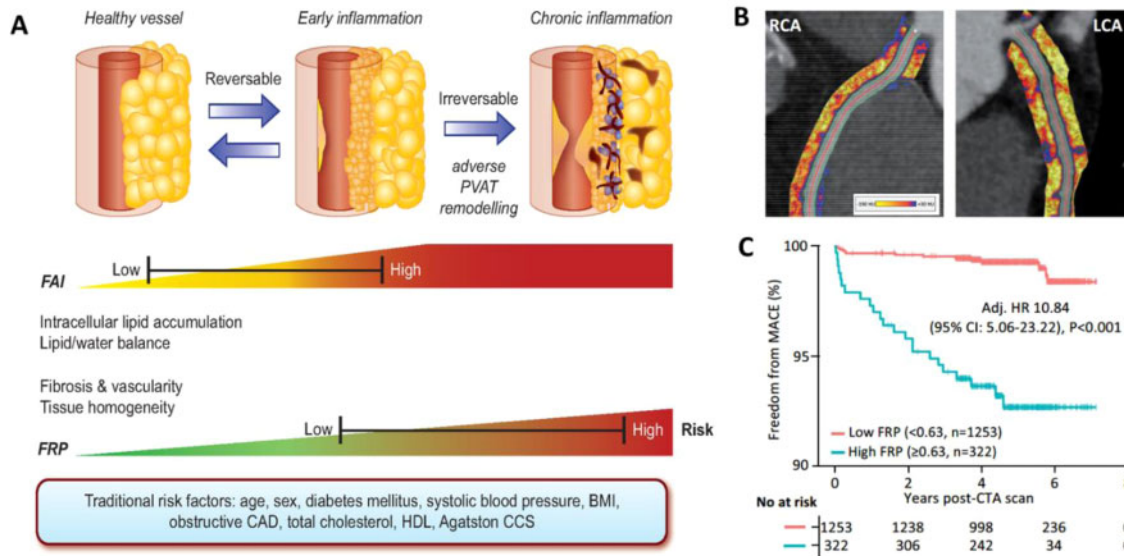 A
Healthy vessel
Early inflammation
Chronic inflammation
Reversable
Irreversable
adverse
PVAT
remodelling
Low
High
FAI
Intracellular lipid accumulation
Lipid/water balance
Fibrosis & vascularity
Tissue homogeneity
Low
High
Risk
FRP
Traditional risk factors: age, sex, diabetes mellitus, systolic blood pressure, BMI,
obstructive CAD, total cholesterol, HDL, Agatston CCS
B
RCA
LCA
C
Freedom from MACE (%)
100
95
90
Adj. HR 10.84
(95% CI: 5.06-23.22), P<0.001
Low FRP (<0.63, n=1253)
High FRP (≥0.63, n=322)
0 2 4 6
Years post-CTA scan
No at risk
1253 1238 998 236
322 306 242 34